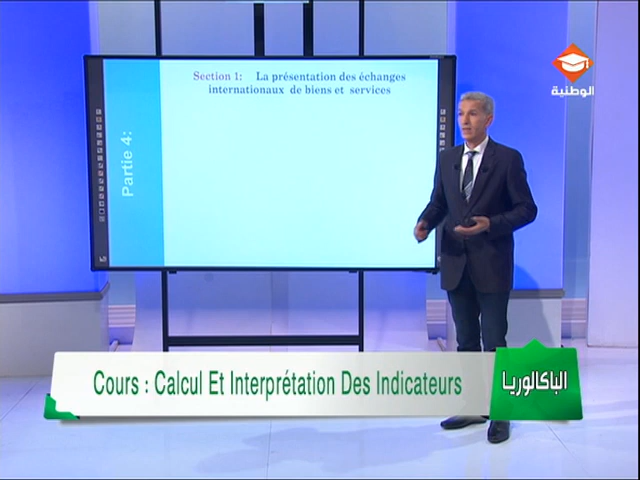 الوطنية
Section 1: La présentation des échanges
internationaux de biens et services
Partie 4:
Cours : Calcul Et Interprétation Des Indicateurs
الباكالوريا